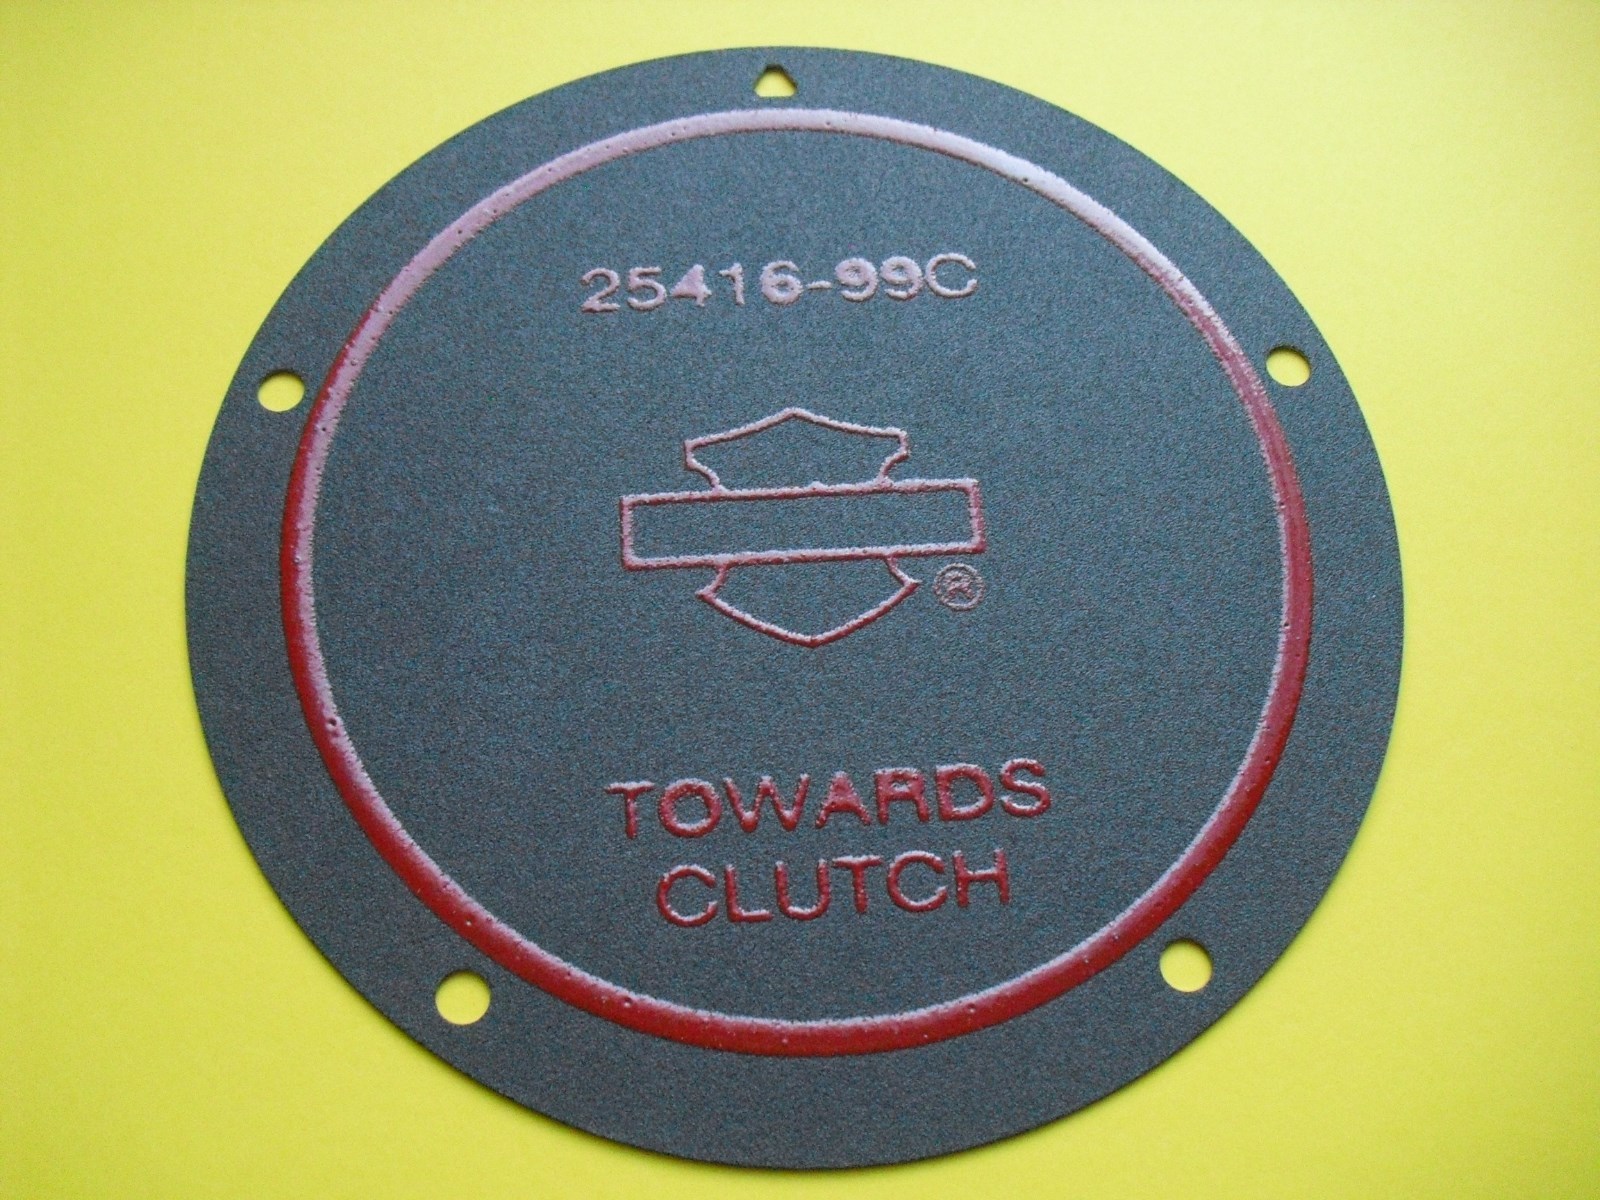 25416-99C
®
TOWARDS
CLUTCH